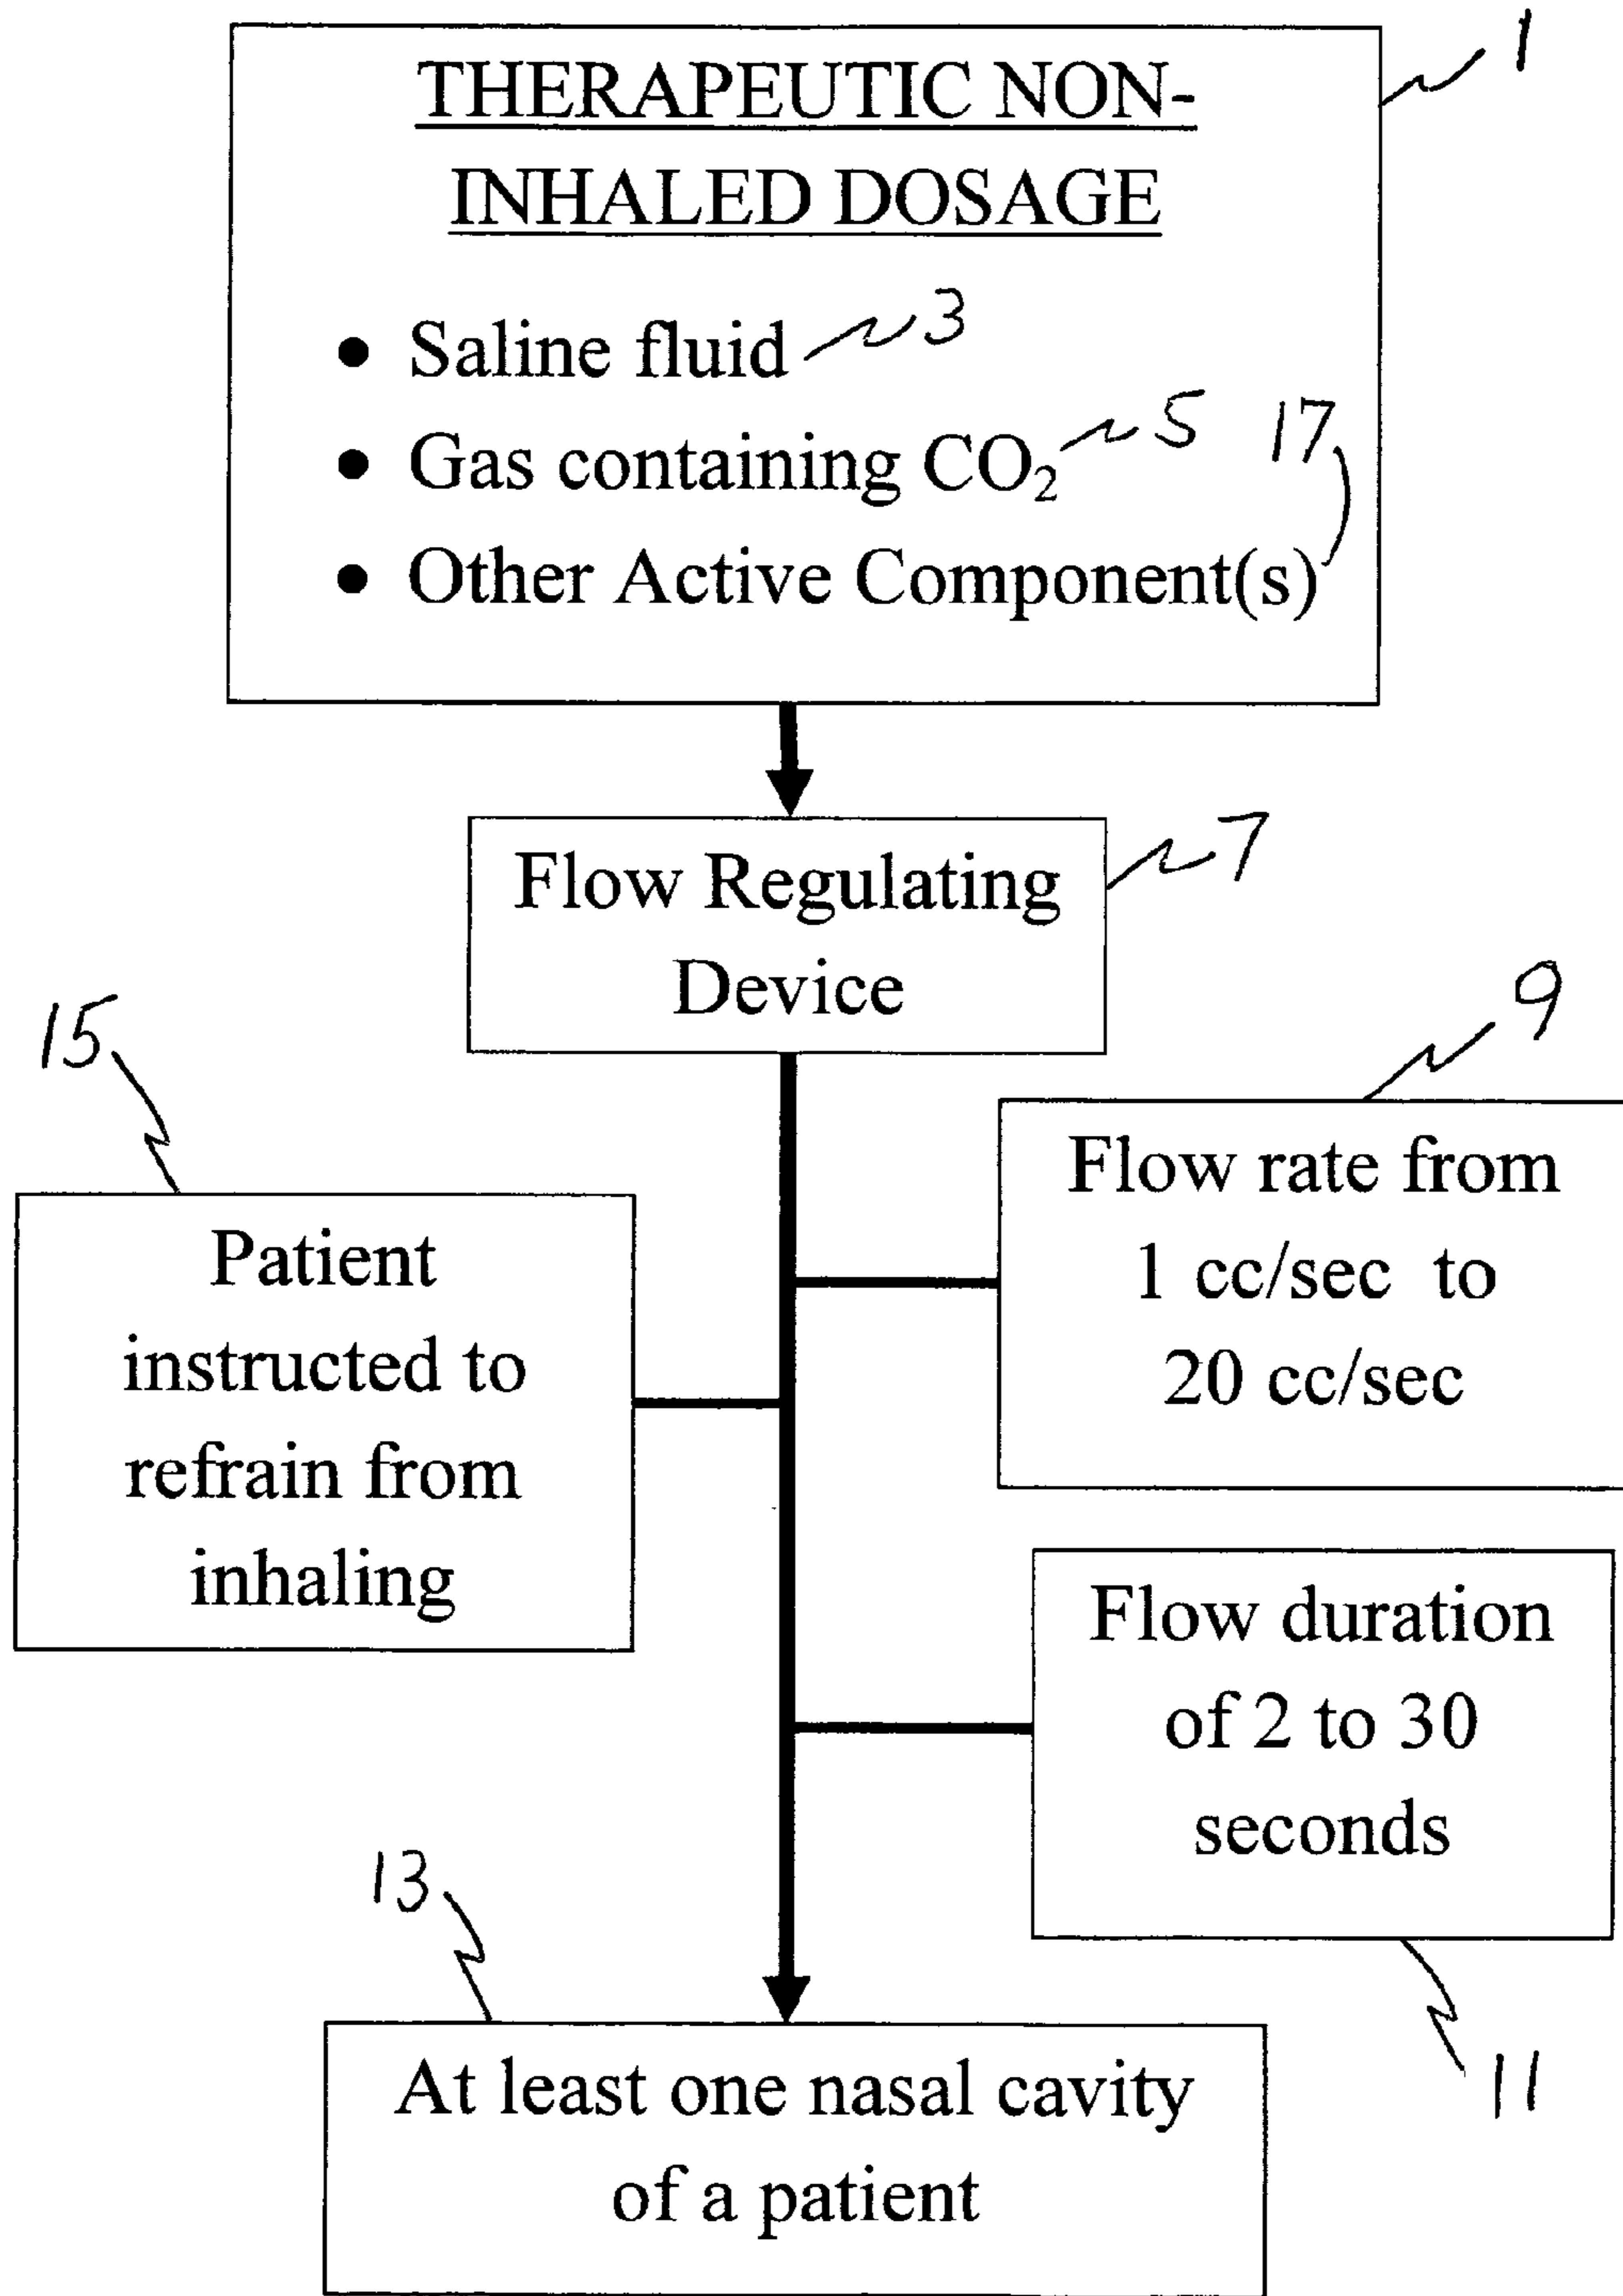 1
THERAPEUTIC NON-
INHALED DOSAGE
• Saline fluid 3
• Gas containing CO₂ 5 17
• Other Active Component(s)
Flow Regulating
Device
7
15
Patient
instructed to
refrain from
inhaling
9
Flow rate from
1 cc/sec to
20 cc/sec
Flow duration
of 2 to 30
seconds
11
13
At least one nasal cavity
of a patient